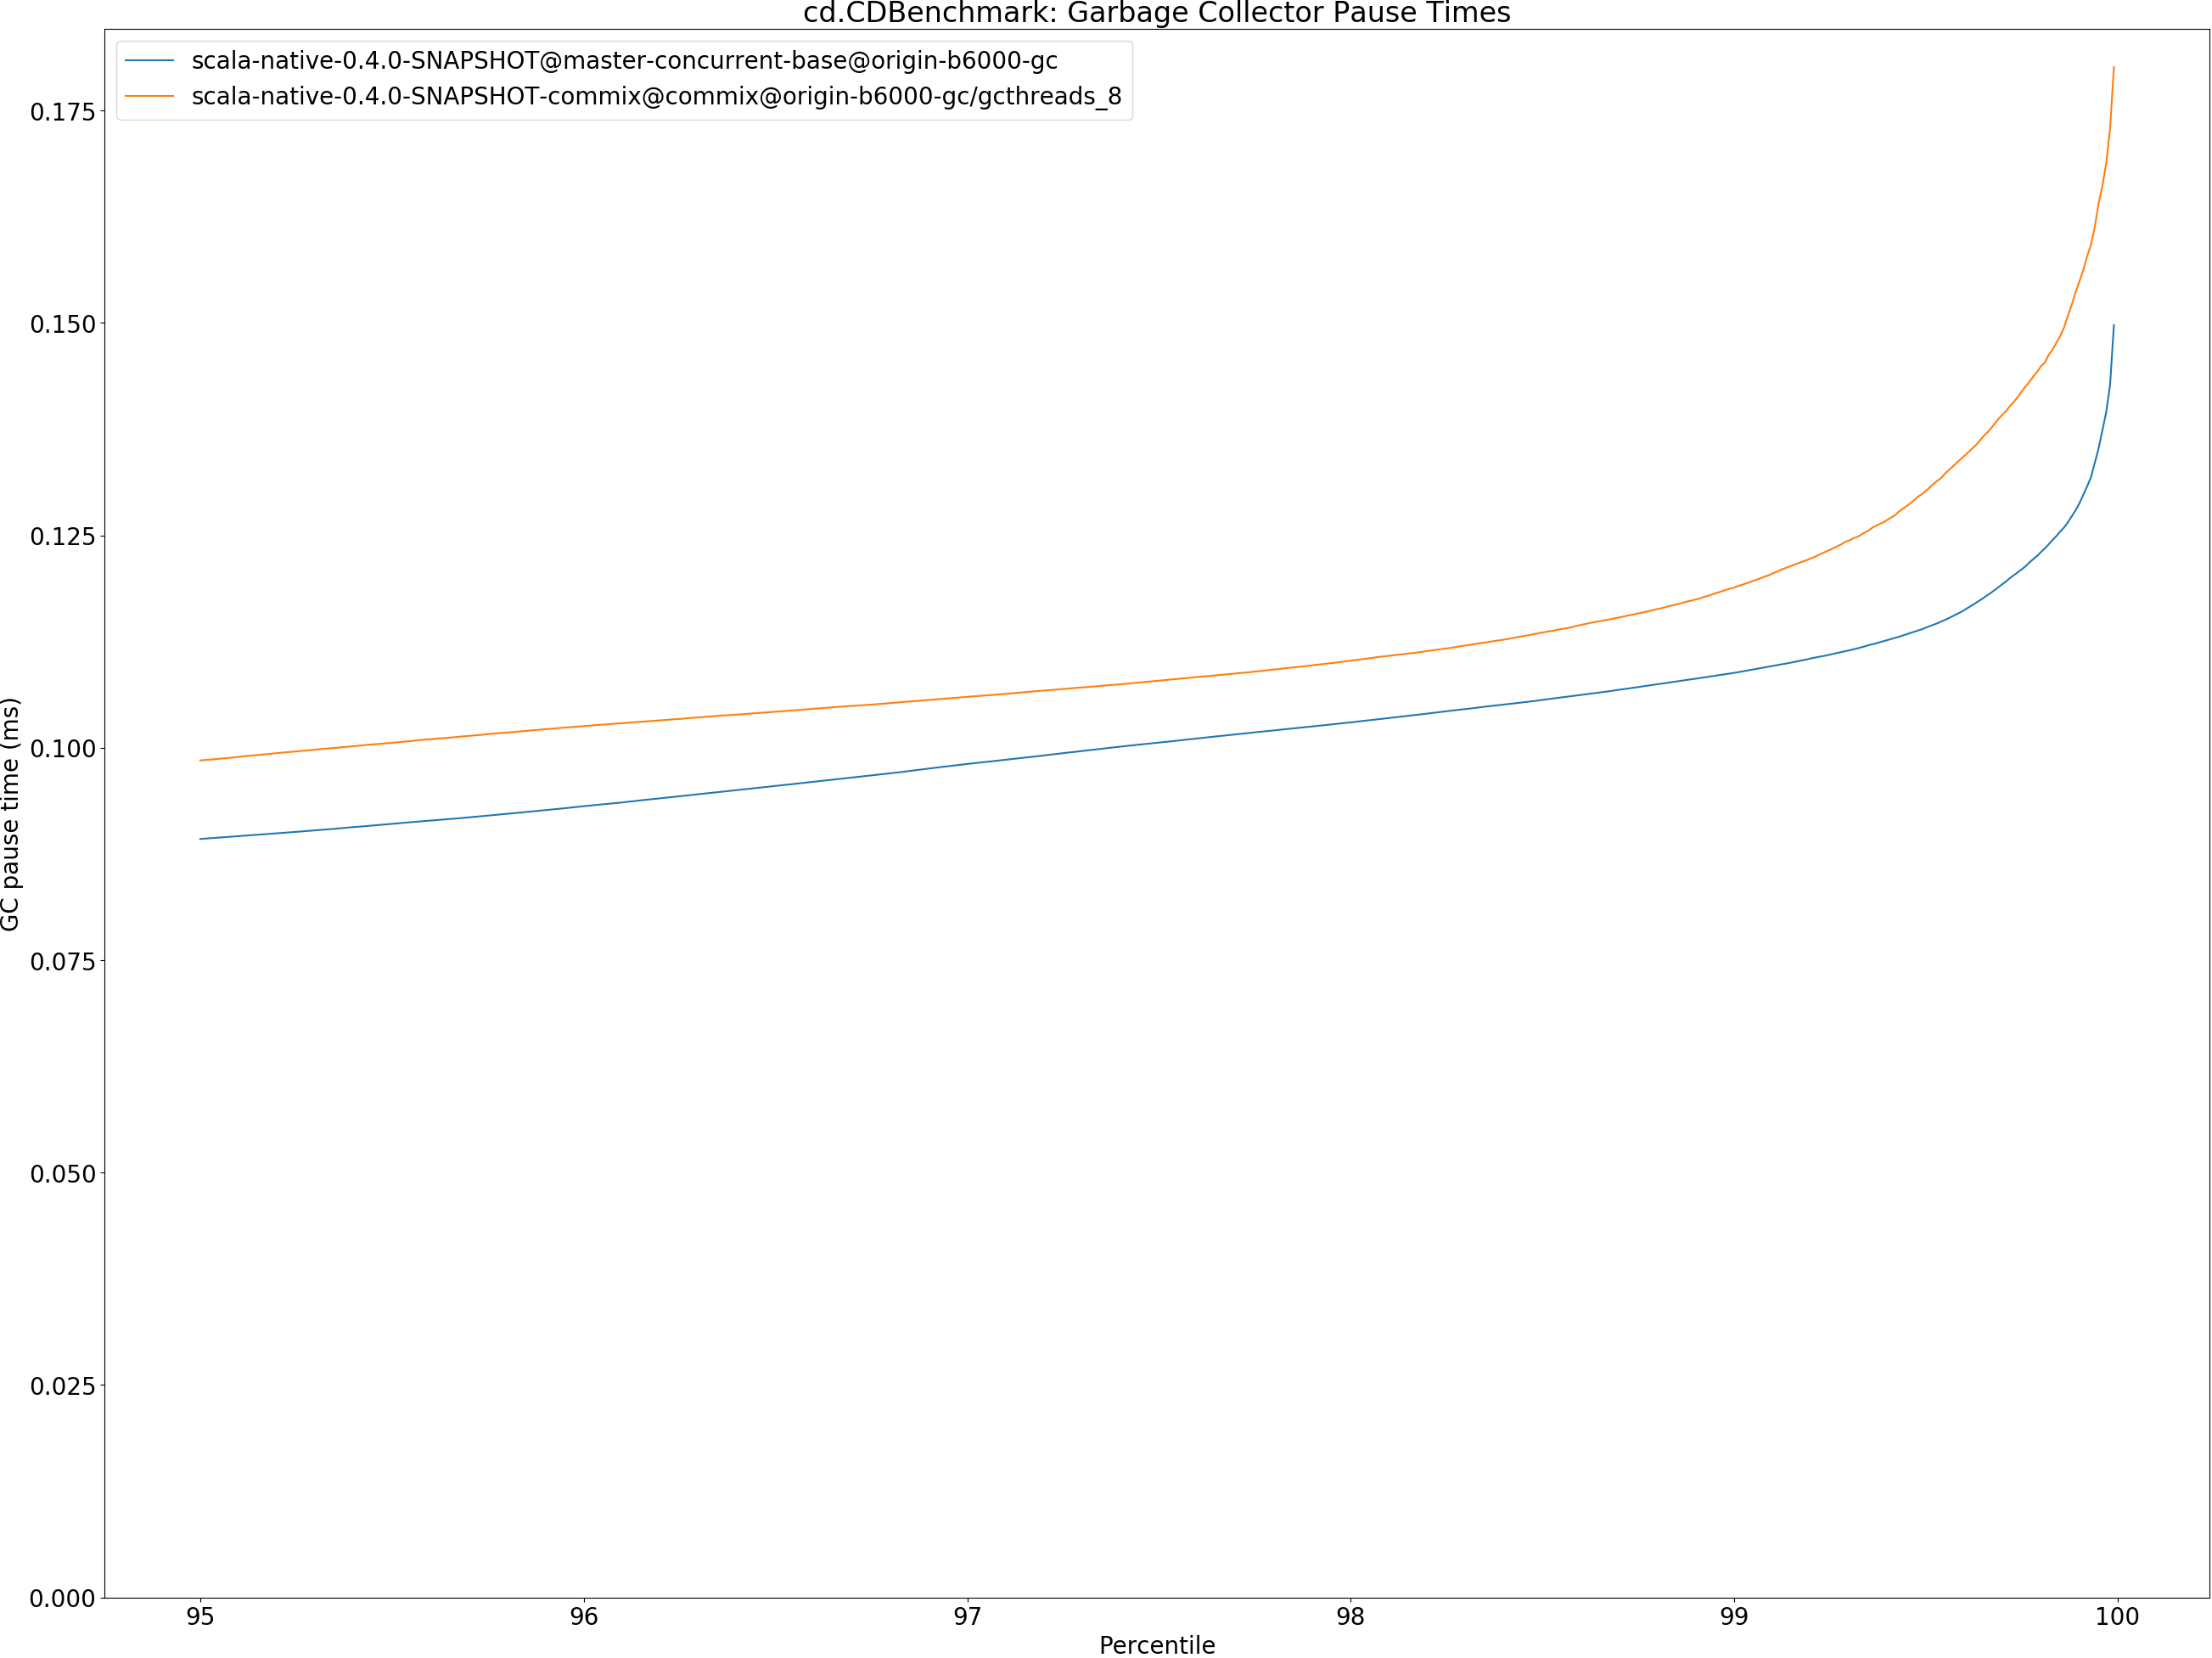 cd.CDBenchmark: Garbage Collector Pause Times
scala-native-0.4.0-SNAPSHOT@master-concurrent-base@origin-b6000-gc
scala-native-0.4.0-SNAPSHOT-commix@commix@origin-b6000-gc/gcthreads_8
0.175
0.150
0.125
0.100
0.075
0.050
0.025
0.000
GC pause time (ms)
95 96 97 98 99 100
Percentile